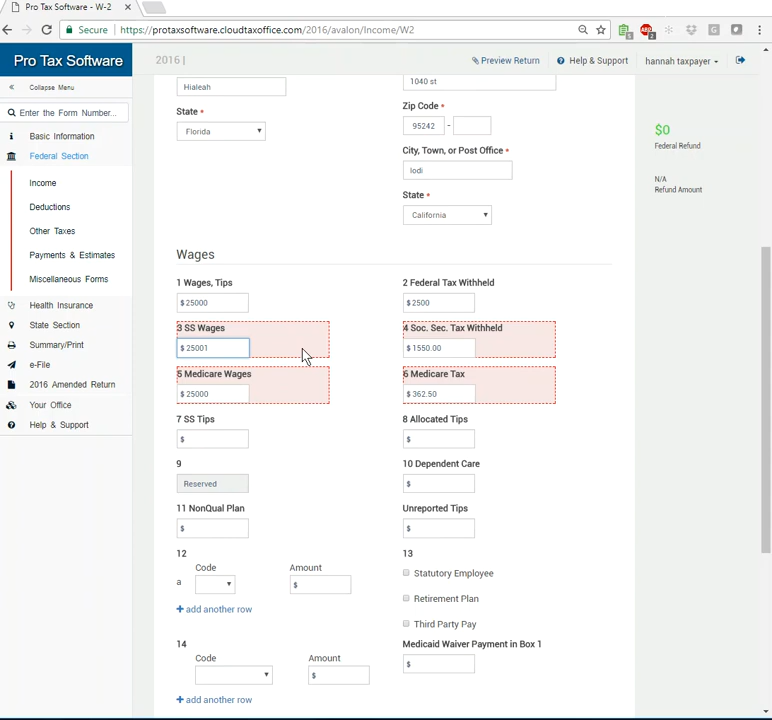 Pro Tax Software - W-2
Secure https://protaxsoftware.cloudtaxoffice.com/2016/avalon/Income/W2
Pro Tax Software
2016 |
Preview Return
Help & Support
hannah taxpayer
Collapse Menu
Enter the Form Number...
Basic Information
Federal Section
Income
Deductions
Other Taxes
Payments & Estimates
Miscellaneous Forms
Health Insurance
State Section
Summary/Print
e-File
2016 Amended Return
Your Office
Help & Support
Hialeah
1040 st
State *
Florida
Zip Code *
95242 -
City, Town, or Post Office *
lodi
State *
California
$0
Federal Refund
N/A
Refund Amount
Wages
1 Wages, Tips
$ 25000
2 Federal Tax Withheld
$ 2500
3 SS Wages
$ 25001
4 Soc. Sec. Tax Withheld
$ 1550.00
5 Medicare Wages
$ 25000
6 Medicare Tax
$ 362.50
7 SS Tips
$
8 Allocated Tips
$
9
Reserved
10 Dependent Care
$
11 NonQual Plan
$
Unreported Tips
$
12
Code Amount
a $
+ add another row
13
Statutory Employee
Retirement Plan
Third Party Pay
14
Code Amount
$
+ add another row
Medicaid Waiver Payment in Box 1
$